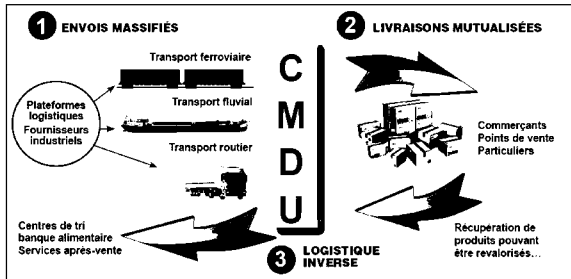 1 ENVOIS MASSIFIÉS
Plateformes
logistiques
Fournisseurs
industriels
Transport ferroviaire
Transport fluvial
Transport routier
C
M
D
U
2 LIVRAISONS MUTUALISÉES
Commerçants
Points de vente
Particuliers
Récupération de
produits pouvant
être revalorisés...
3 LOGISTIQUE
INVERSE
Centres de tri
banque alimentaire
Services après-vente